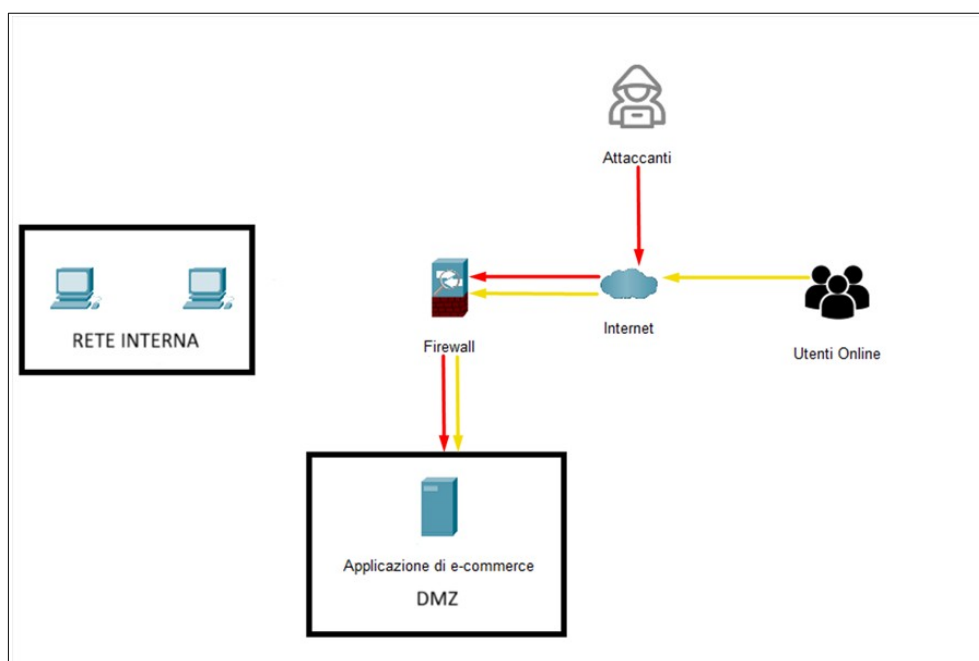 Attaccanti
RETE INTERNA
Firewall
Internet
Utenti Online
Applicazione di e-commerce
DMZ